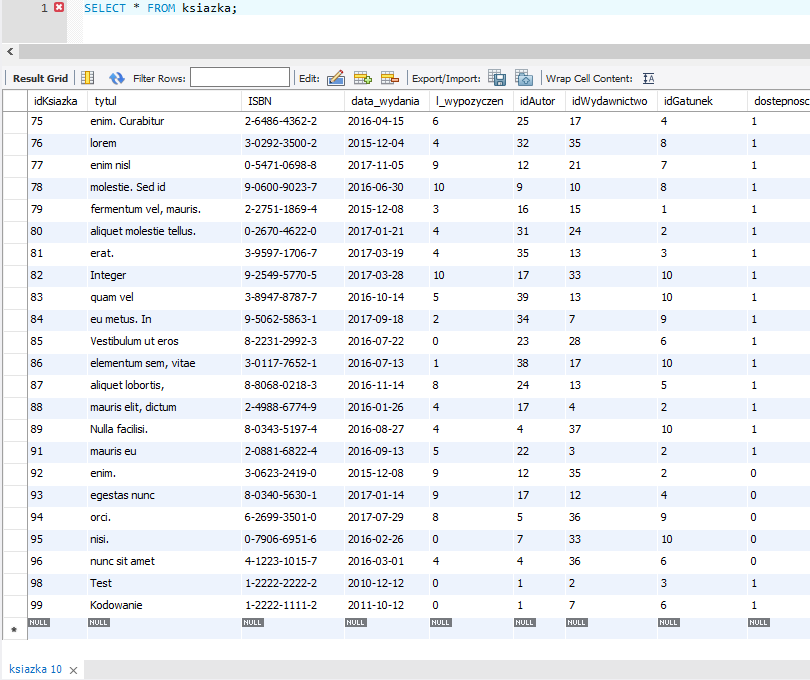 1 SELECT * FROM ksiazka;
Result Grid Filter Rows: Edit: Export/Import: Wrap Cell Content: IA
idKsiazka tytul ISBN data_wydania l_wypozyczen idAutor idWydawnictwo idGatunek dostepnosc
75 enim. Curabitur 2-6486-4362-2 2016-04-15 6 25 17 4 1
76 lorem 3-0292-3500-2 2015-12-04 4 32 35 8 1
77 enim nisl 0-5471-0698-8 2017-11-05 9 12 21 7 1
78 molestie. Sed id 9-0600-9023-7 2016-06-30 10 9 10 8 1
79 fermentum vel, mauris. 2-2751-1869-4 2015-12-08 3 16 15 1 1
80 aliquet molestie tellus. 0-2670-4622-0 2017-01-21 4 31 24 2 1
81 erat. 3-9597-1706-7 2017-03-19 4 35 13 3 1
82 Integer 9-2549-5770-5 2017-03-28 10 17 33 10 1
83 quam vel 3-8947-8787-7 2016-10-14 5 39 13 10 1
84 eu metus. In 9-5062-5863-1 2017-09-18 2 34 7 9 1
85 Vestibulum ut eros 8-2231-2992-3 2016-07-22 0 23 28 6 1
86 elementum sem, vitae 3-0117-7652-1 2016-07-13 1 38 17 10 1
87 aliquet lobortis, 8-8068-0218-3 2016-11-14 8 24 13 5 1
88 mauris elit, dictum 2-4988-6774-9 2016-01-26 4 17 4 2 1
89 Nulla facilisi. 8-0343-5197-4 2016-08-27 4 4 37 10 1
91 mauris eu 2-0881-6822-4 2016-09-13 5 22 3 2 1
92 enim. 3-0623-2419-0 2015-12-08 9 12 35 2 0
93 egestas nunc 8-0340-5630-1 2017-01-14 9 17 12 4 0
94 orci. 6-2699-3501-0 2017-07-29 8 5 36 9 0
95 nisi. 0-7906-6951-6 2016-02-26 0 7 33 10 0
96 nunc sit amet 4-1223-1015-7 2016-03-01 4 4 36 6 0
98 Test 1-2222-2222-2 2010-12-12 0 1 2 3 1
99 Kodowanie 1-2222-1111-2 2011-10-12 0 1 7 6 1
* NULL NULL NULL NULL NULL NULL NULL NULL NULL
ksiazka 10